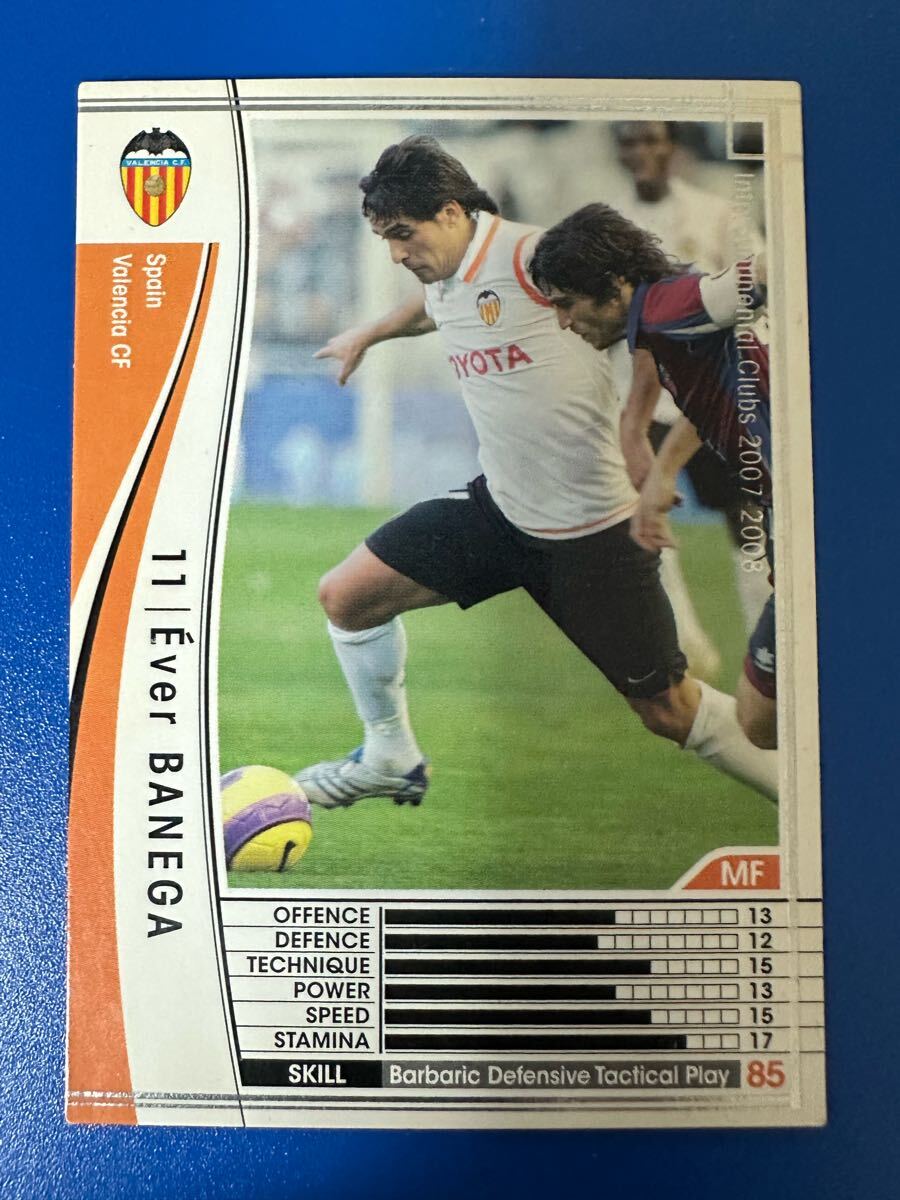 VALENCIA C.F.
Spain
Valencia CF
11 | Éver BANEGA
TOYOTA
Intercontinental Clubs 2007-2008
MF
OFFENCE 13
DEFENCE 12
TECHNIQUE 15
POWER 13
SPEED 15
STAMINA 17
SKILL Barbaric Defensive Tactical Play 85